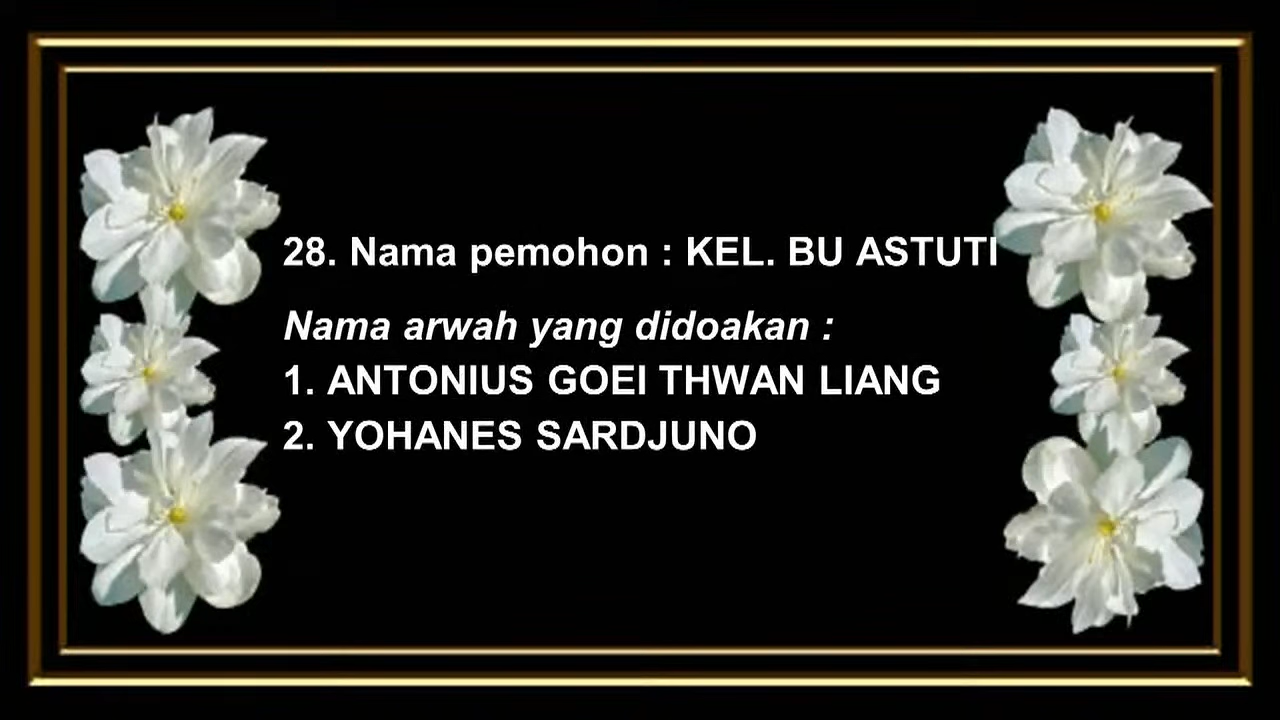 28. Nama pemohon : KEL. BU ASTUTI
Nama arwah yang didoakan :
1. ANTONIUS GOEI THWAN LIANG
2. YOHANES SARDJUNO